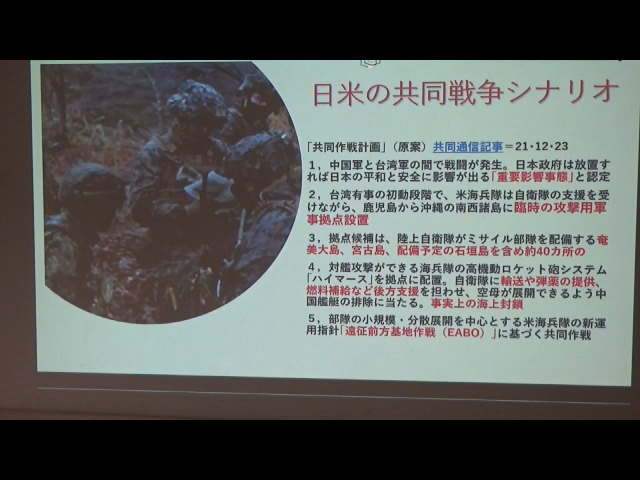 日米の共同戦争シナリオ
「共同作戦計画」（原案）共同通信記事＝21･12･23
１，中国軍と台湾軍の間で戦闘が発生。日本政府は放置す
れば日本の平和と安全に影響が出る「重要影響事態」と認定
２，台湾有事の初動段階で、米海兵隊は自衛隊の支援を受
けながら、鹿児島から沖縄の南西諸島に臨時の攻撃用軍
事拠点設置
３，拠点候補は、陸上自衛隊がミサイル部隊を配備する奄
美大島、宮古島、配備予定の石垣島を含め約40カ所の
４，対艦攻撃ができる海兵隊の高機動ロケット砲システム
「ハイマース」を拠点に配置。自衛隊に輸送や弾薬の提供、
燃料補給など後方支援を担わせ、空母が展開できるよう中
国艦艇の排除に当たる。事実上の海上封鎖
５，部隊の小規模・分散展開を中心とする米海兵隊の新運
用指針「遠征前方基地作戦（EABO）」に基づく共同作戦